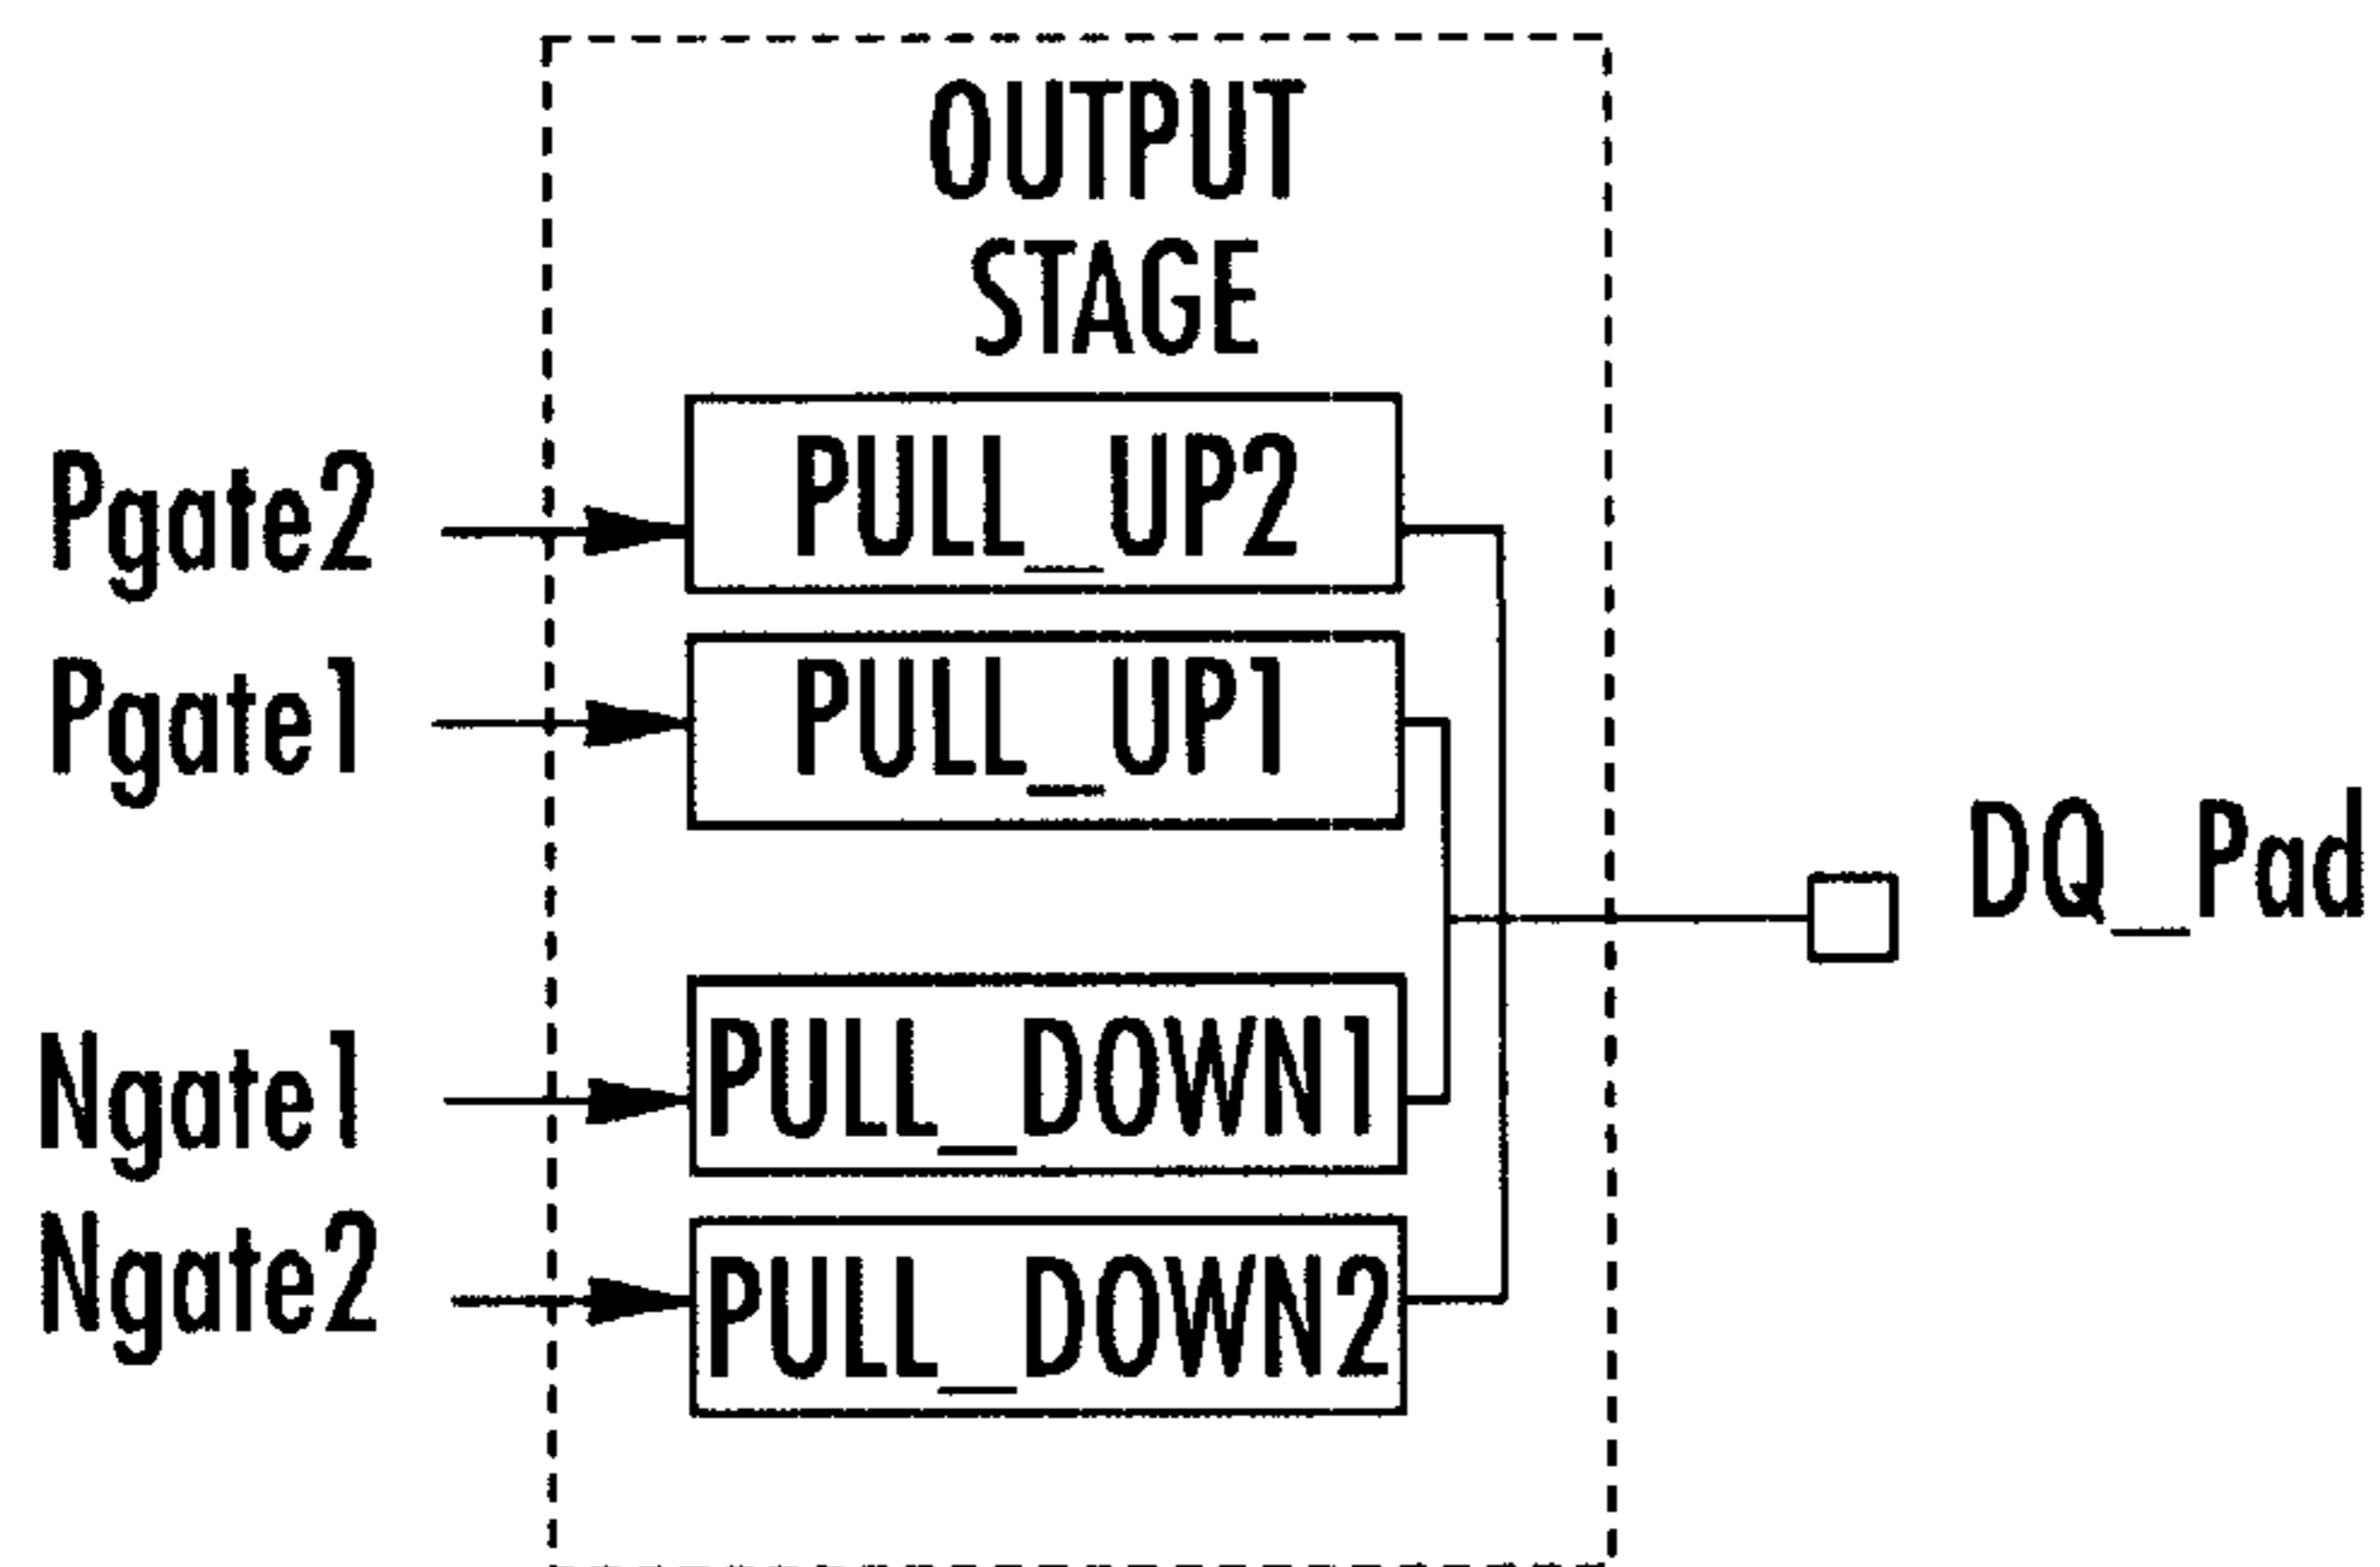 OUTPUT
STAGE
Pgate2
PULL_UP2
Pgate1
PULL_UP1
DQ_Pad
Ngate1
PULL_DOWN1
Ngate2
PULL_DOWN2